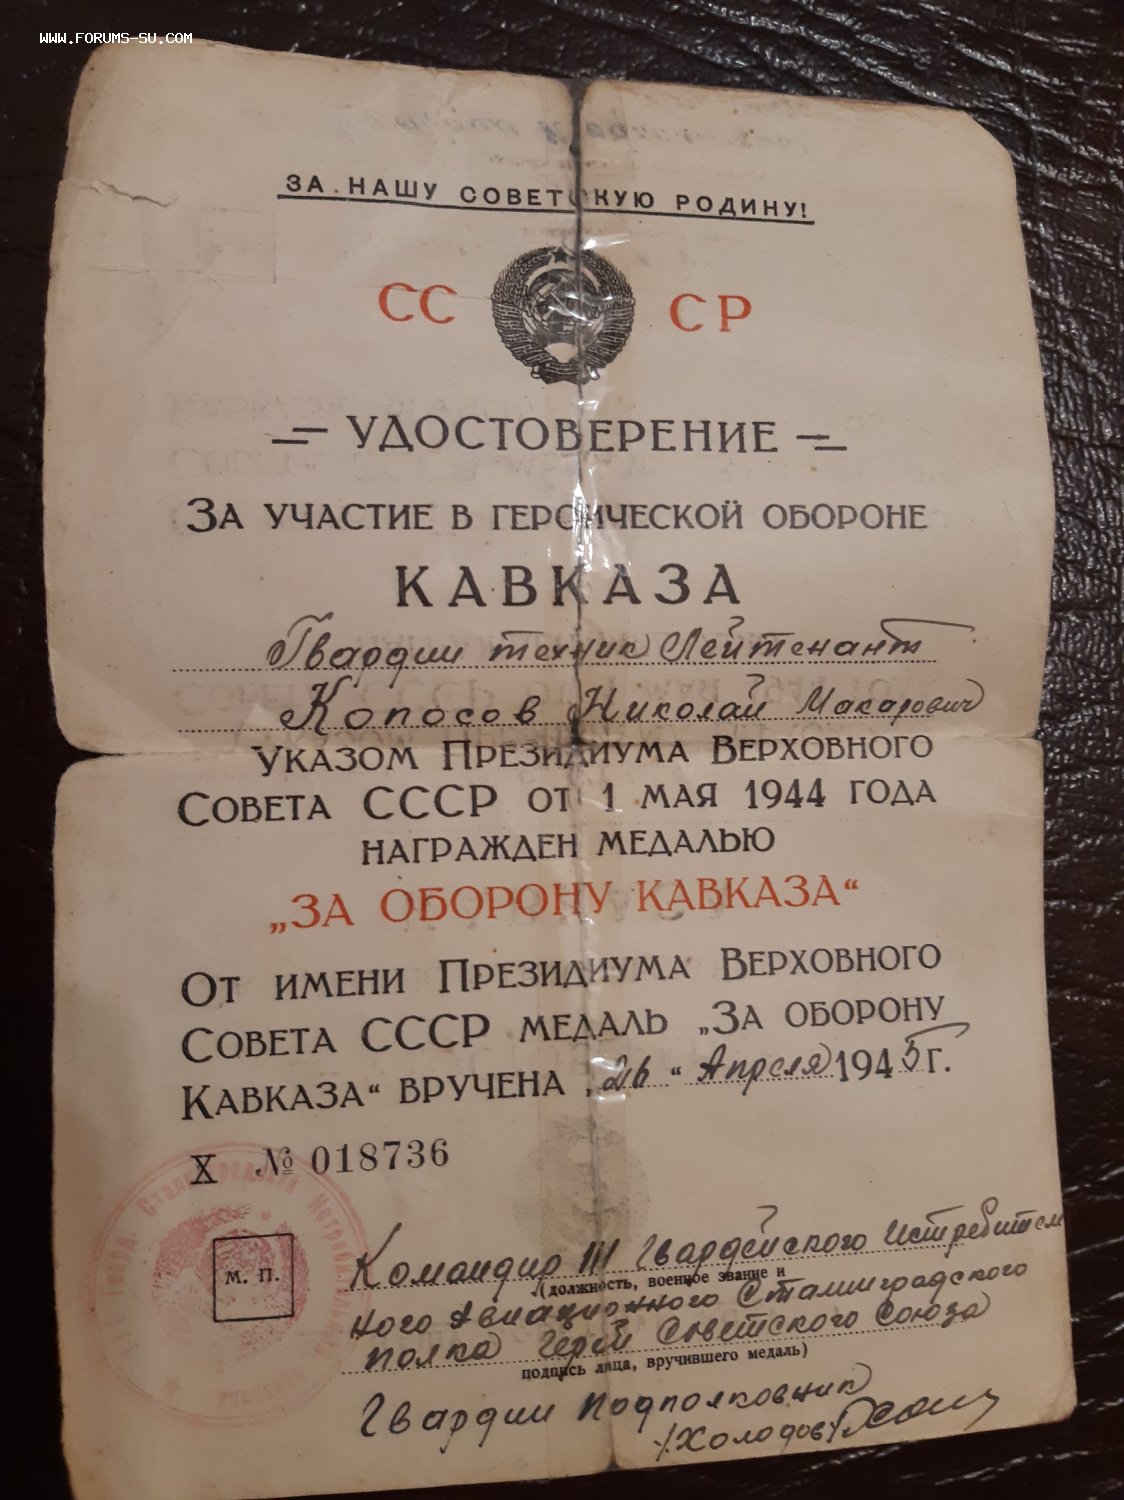 WWW.FORUMS-SU.COM
ЗА НАШУ СОВЕТСКУЮ РОДИНУ!
СС СР
УДОСТОВЕРЕНИЕ
ЗА УЧАСТИЕ В ГЕРОИЧЕСКОЙ ОБОРОНЕ
КАВКАЗА
Гвардии техник Лейтенант
Копосов Николай Макарович
УКАЗОМ ПРЕЗИДИУМА ВЕРХОВНОГО
СОВЕТА СССР ОТ 1 МАЯ 1944 ГОДА
НАГРАЖДЕН МЕДАЛЬЮ
„ЗА ОБОРОНУ КАВКАЗА“
ОТ ИМЕНИ ПРЕЗИДИУМА ВЕРХОВНОГО
СОВЕТА СССР МЕДАЛЬ „ЗА ОБОРОНУ
КАВКАЗА“ ВРУЧЕНА „26“ Апреля 1945 Г.
Х № 018736
М. П.
Командир III Гвардейского Истребитель
(должность, военное звание и
ного Авиационного Сталинградского
полка Герой Советского Союза
подпись лица, вручившего медаль)
Гвардии Подполковник
/Холодов/